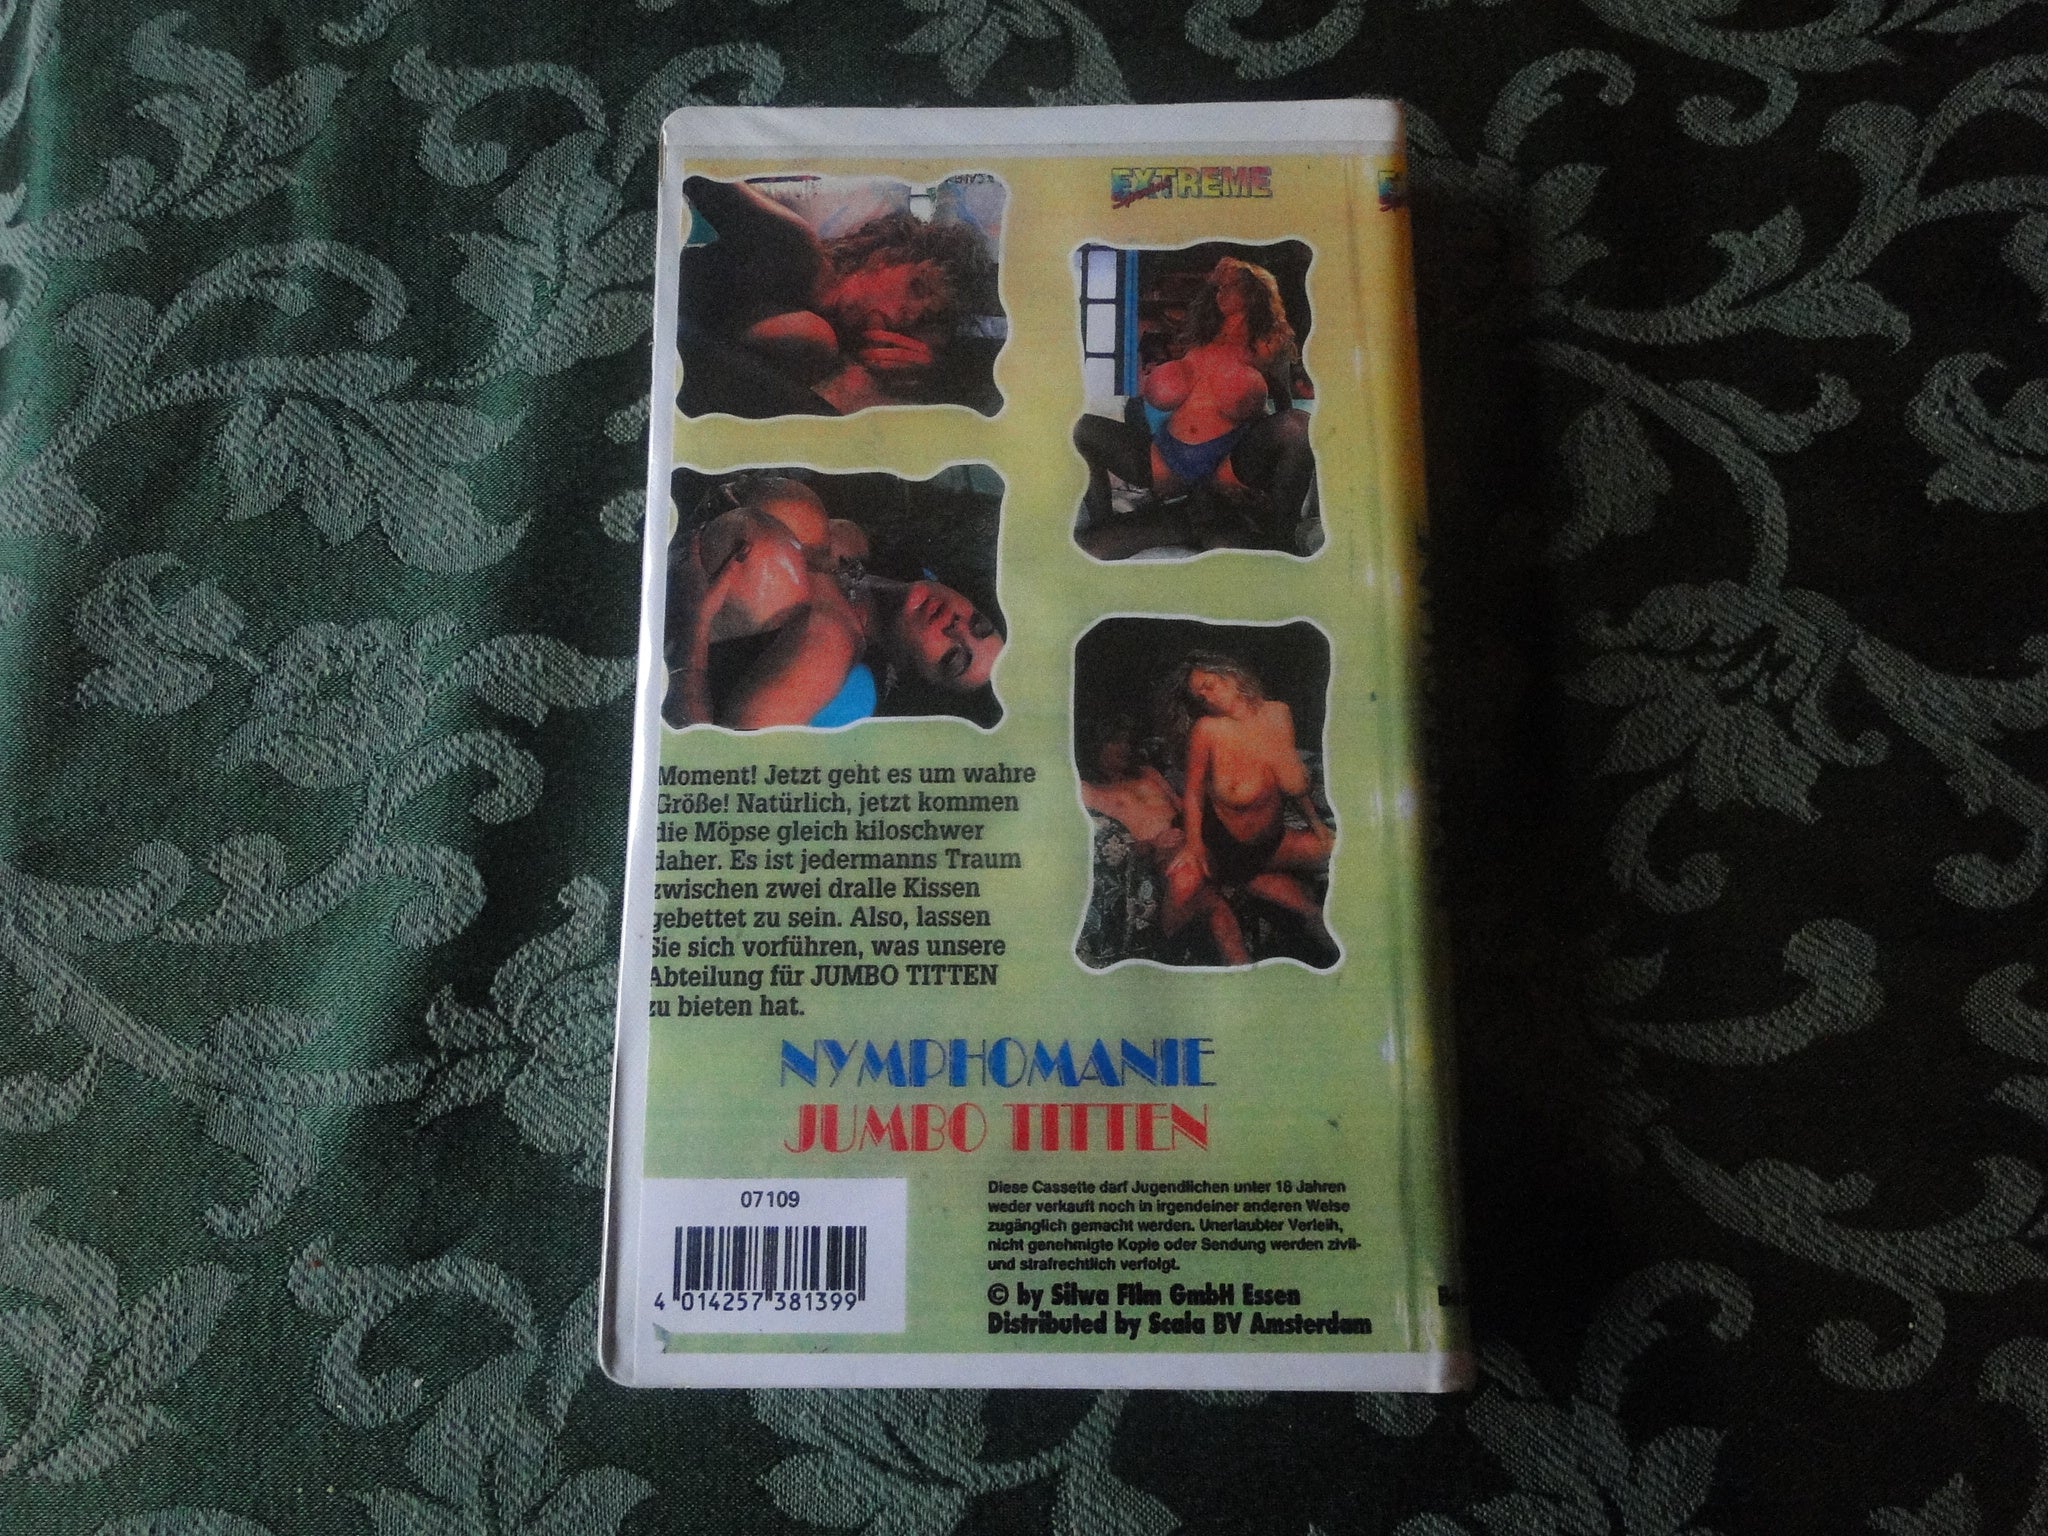 EXTREME
Moment! Jetzt geht es um wahre
Größe! Natürlich, jetzt kommen
die Möpse gleich kiloschwer
daher. Es ist jedermanns Traum
zwischen zwei dralle Kissen
gebettet zu sein. Also, lassen
Sie sich vorführen, was unsere
Abteilung für JUMBO TITTEN
zu bieten hat.
NYMPHOMANIE
JUMBO TITTEN
07109
4 014257 381399
Diese Cassette darf Jugendlichen unter 18 Jahren
weder verkauft noch in irgendeiner anderen Weise
zugänglich gemacht werden. Unerlaubter Verleih,
nicht genehmigte Kopie oder Sendung werden zivil-
und strafrechtlich verfolgt.
© by Silwa Film GmbH Essen
Distributed by Scala BV Amsterdam